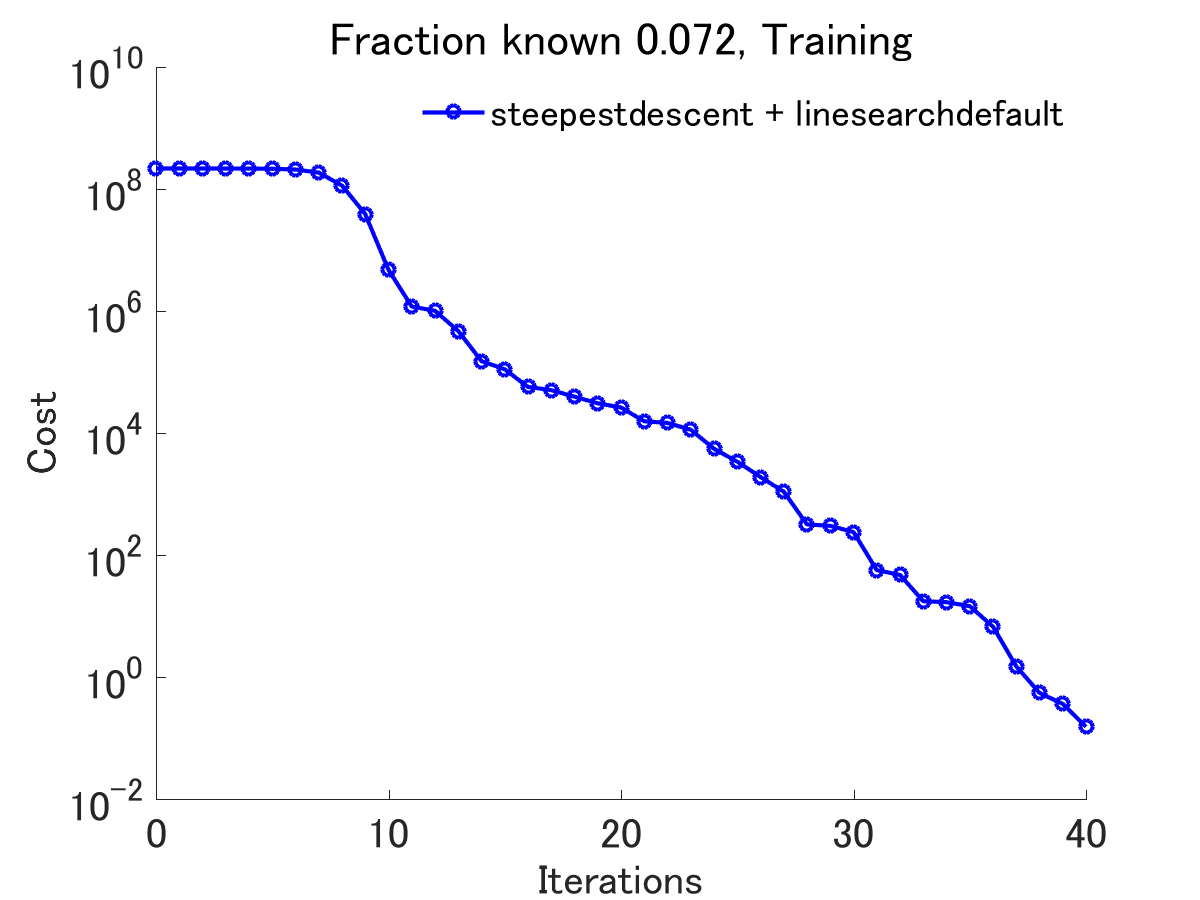 Fraction known 0.072, Training
steepestdescent + linesearchdefault
10^10
10^8
10^6
10^4
10^2
10^0
10^-2
Cost
0 10 20 30 40
Iterations